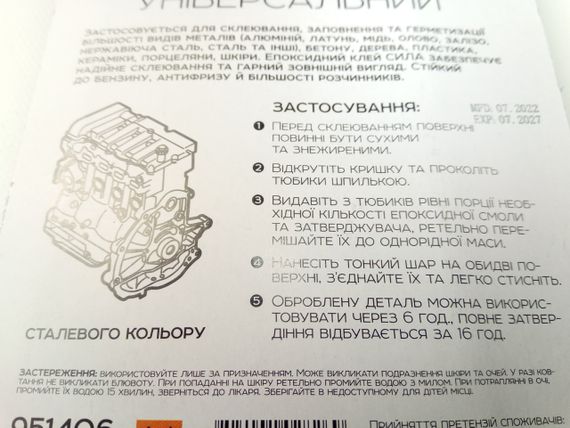 УНІВЕРСАЛЬНИЙ
ЗАСТОСОВУЄТЬСЯ ДЛЯ СКЛЕЮВАННЯ, ЗАПОВНЕННЯ ТА ГЕРМЕТИЗАЦІЇ
БІЛЬШОСТІ ВИДІВ МЕТАЛІВ (АЛЮМІНІЙ, ЛАТУНЬ, МІДЬ, ОЛОВО, ЗАЛІЗО,
НЕРЖАВІЮЧА СТАЛЬ, СТАЛЬ ТА ІНШІ), БЕТОНУ, ДЕРЕВА, ПЛАСТИКА,
КЕРАМІКИ, ПОРЦЕЛЯНИ, ШКІРИ. ЕПОКСИДНИЙ КЛЕЙ СИЛА ЗАБЕЗПЕЧУЄ
НАДІЙНЕ СКЛЕЮВАННЯ ТА ГАРНИЙ ЗОВНІШНІЙ ВИГЛЯД. СТІЙКИЙ
ДО БЕНЗИНУ, АНТИФРИЗУ Й БІЛЬШОСТІ РОЗЧИННИКІВ.
ЗАСТОСУВАННЯ:
MFD. 07.2022
EXP. 07.2027
1 ПЕРЕД СКЛЕЮВАННЯМ ПОВЕРХНІ
ПОВИННІ БУТИ СУХИМИ
ТА ЗНЕЖИРЕНИМИ.
2 ВІДКРУТІТЬ КРИШКУ ТА ПРОКОЛІТЬ
ТЮБИКИ ШПИЛЬКОЮ.
3 ВИДАВІТЬ З ТЮБИКІВ РІВНІ ПОРЦІЇ НЕОБ-
ХІДНОЇ КІЛЬКОСТІ ЕПОКСИДНОЇ СМОЛИ
ТА ЗАТВЕРДЖУВАЧА, РЕТЕЛЬНО ПЕРЕ-
МІШАЙТЕ ЇХ ДО ОДНОРІДНОЇ МАСИ.
4 НАНЕСІТЬ ТОНКИЙ ШАР НА ОБИДВІ ПО-
ВЕРХНІ, З'ЄДНАЙТЕ ЇХ ТА ЛЕГКО СТИСНІТЬ.
5 ОБРОБЛЕНУ ДЕТАЛЬ МОЖНА ВИКОРИС-
ТОВУВАТИ ЧЕРЕЗ 6 ГОД., ПОВНЕ ЗАТВЕР-
ДІННЯ ВІДБУВАЄТЬСЯ ЗА 16 ГОД.
СТАЛЕВОГО КОЛЬОРУ
ЗАСТЕРЕЖЕННЯ: ВИКОРИСТОВУЙТЕ ЛИШЕ ЗА ПРИЗНАЧЕННЯМ. МОЖЕ ВИКЛИКАТИ ПОДРАЗНЕННЯ ШКІРИ ТА ОЧЕЙ. У РАЗІ КОВ-
ТАННЯ НЕ ВИКЛИКАТИ БЛЮВОТУ. ПРИ ПОПАДАННІ НА ШКІРУ РЕТЕЛЬНО ПРОМИЙТЕ ВОДОЮ З МИЛОМ. ПРИ ПОТРАПЛЯННІ В ОЧІ,
ПРОМИЙТЕ ЇХ ВОДОЮ 15 ХВИЛИН, ЗВЕРНІТЬСЯ ДО ЛІКАРЯ. ЗБЕРІГАЙТЕ В НЕДОСТУПНОМУ ДЛЯ ДІТЕЙ МІСЦІ.
951406
ПРИЙНЯТТЯ ПРЕТЕНЗІЙ СПОЖИВАЧІВ: